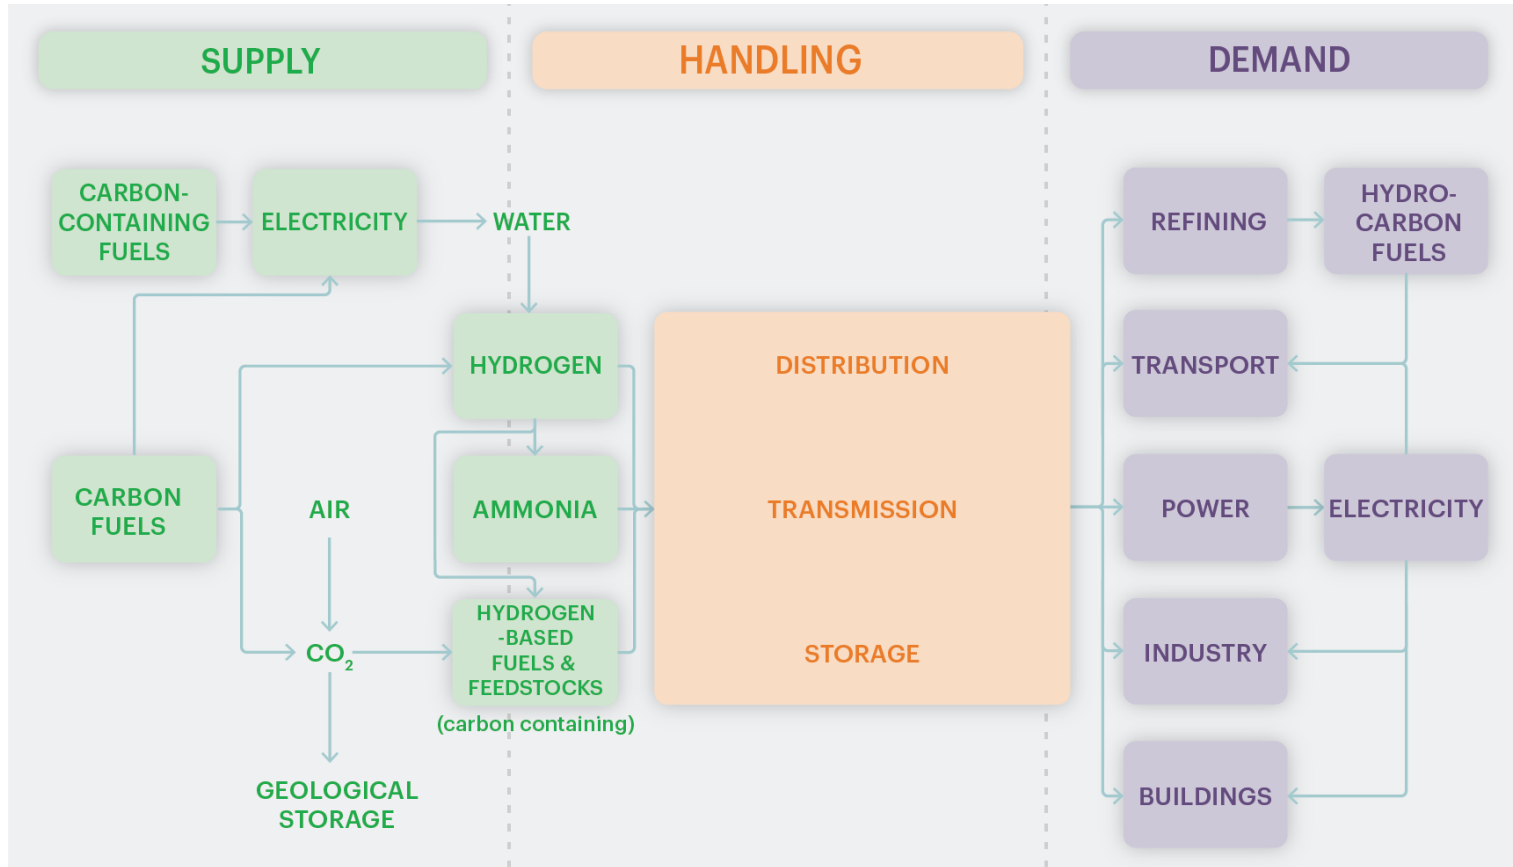 SUPPLY
HANDLING
DEMAND
CARBON-
CONTAINING
FUELS
ELECTRICITY
WATER
HYDROGEN
CARBON
FUELS
AIR
AMMONIA
CO₂
HYDROGEN
-BASED
FUELS &
FEEDSTOCKS
(carbon containing)
GEOLOGICAL
STORAGE
DISTRIBUTION
TRANSMISSION
STORAGE
REFINING
HYDRO-
CARBON
FUELS
TRANSPORT
POWER
ELECTRICITY
INDUSTRY
BUILDINGS